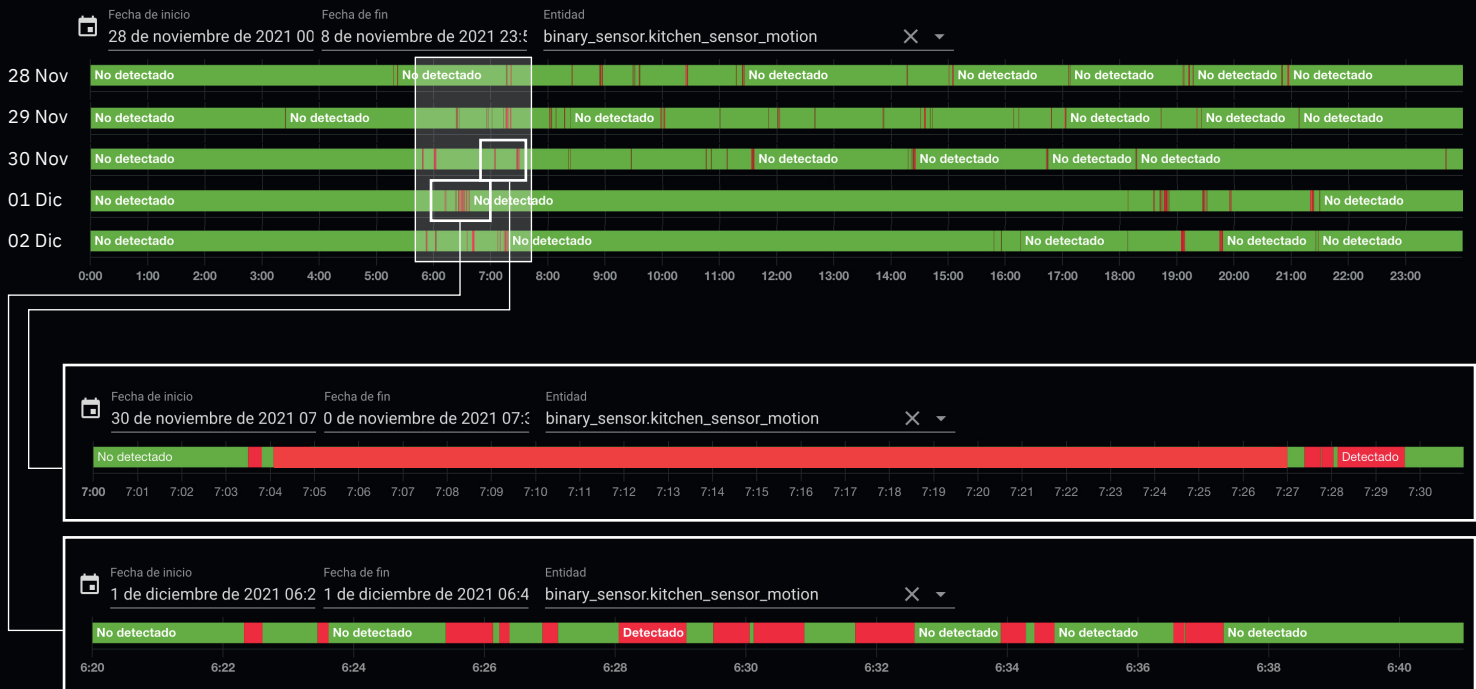 Fecha de inicio Fecha de fin Entidad
28 de noviembre de 2021 00 8 de noviembre de 2021 23:5 binary_sensor.kitchen_sensor_motion
28 Nov No detectado No detectado No detectado No detectado No detectado No detectado No detectado
29 Nov No detectado No detectado No detectado No detectado No detectado No detectado
30 Nov No detectado No detectado No detectado No detectado No detectado
01 Dic No detectado No detectado No detectado
02 Dic No detectado No detectado No detectado No detectado No detectado
0:00 1:00 2:00 3:00 4:00 5:00 6:00 7:00 8:00 9:00 10:00 11:00 12:00 13:00 14:00 15:00 16:00 17:00 18:00 19:00 20:00 21:00 22:00 23:00
Fecha de inicio Fecha de fin Entidad
30 de noviembre de 2021 07 0 de noviembre de 2021 07:3 binary_sensor.kitchen_sensor_motion
No detectado Detectado
7:00 7:01 7:02 7:03 7:04 7:05 7:06 7:07 7:08 7:09 7:10 7:11 7:12 7:13 7:14 7:15 7:16 7:17 7:18 7:19 7:20 7:21 7:22 7:23 7:24 7:25 7:26 7:27 7:28 7:29 7:30
Fecha de inicio Fecha de fin Entidad
1 de diciembre de 2021 06:2 1 de diciembre de 2021 06:4 binary_sensor.kitchen_sensor_motion
No detectado No detectado Detectado No detectado No detectado No detectado
6:20 6:22 6:24 6:26 6:28 6:30 6:32 6:34 6:36 6:38 6:40